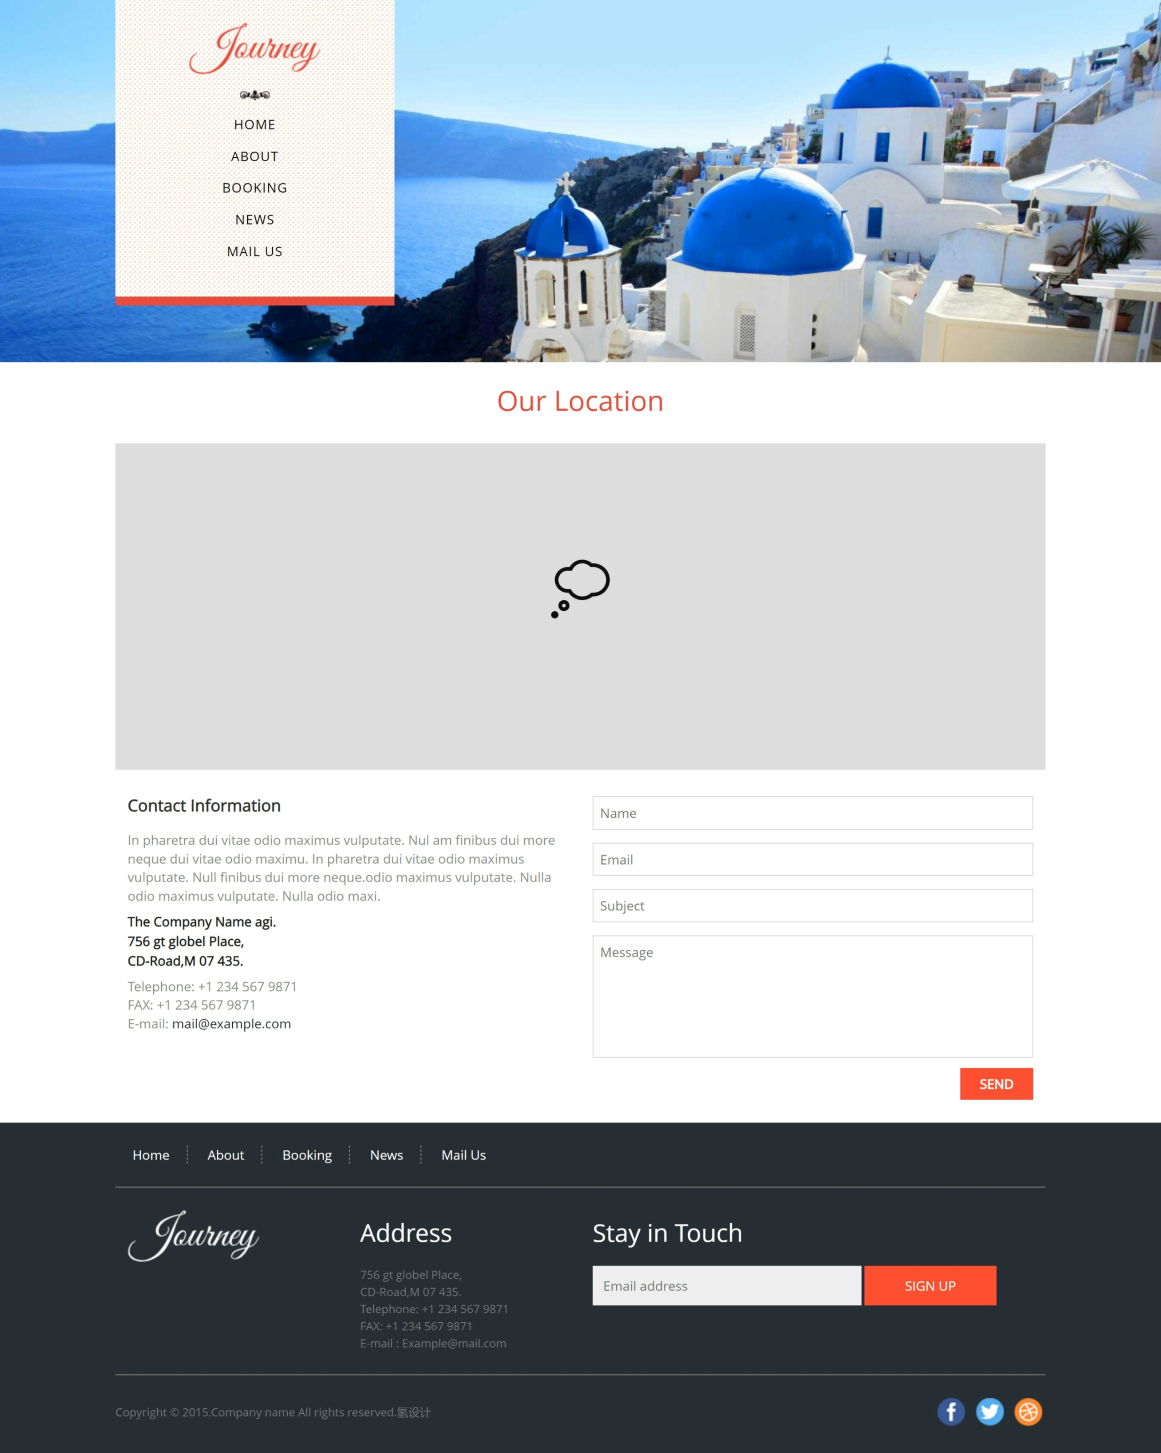 Journey
HOME
ABOUT
BOOKING
NEWS
MAIL US
Our Location
Contact Information
In pharetra dui vitae odio maximus vulputate. Nul am finibus dui more
neque dui vitae odio maximu. In pharetra dui vitae odio maximus
vulputate. Null finibus dui more neque.odio maximus vulputate. Nulla
odio maximus vulputate. Nulla odio maxi.
The Company Name agi.
756 gt globel Place,
CD-Road,M 07 435.
Telephone: +1 234 567 9871
FAX: +1 234 567 9871
E-mail: mail@example.com
Name
Email
Subject
Message
SEND
Home
About
Booking
News
Mail Us
Journey
Address
756 gt globel Place,
CD-Road,M 07 435.
Telephone: +1 234 567 9871
FAX: +1 234 567 9871
E-mail : Example@mail.com
Stay in Touch
Email address
SIGN UP
Copyright © 2015.Company name All rights reserved.氢设计